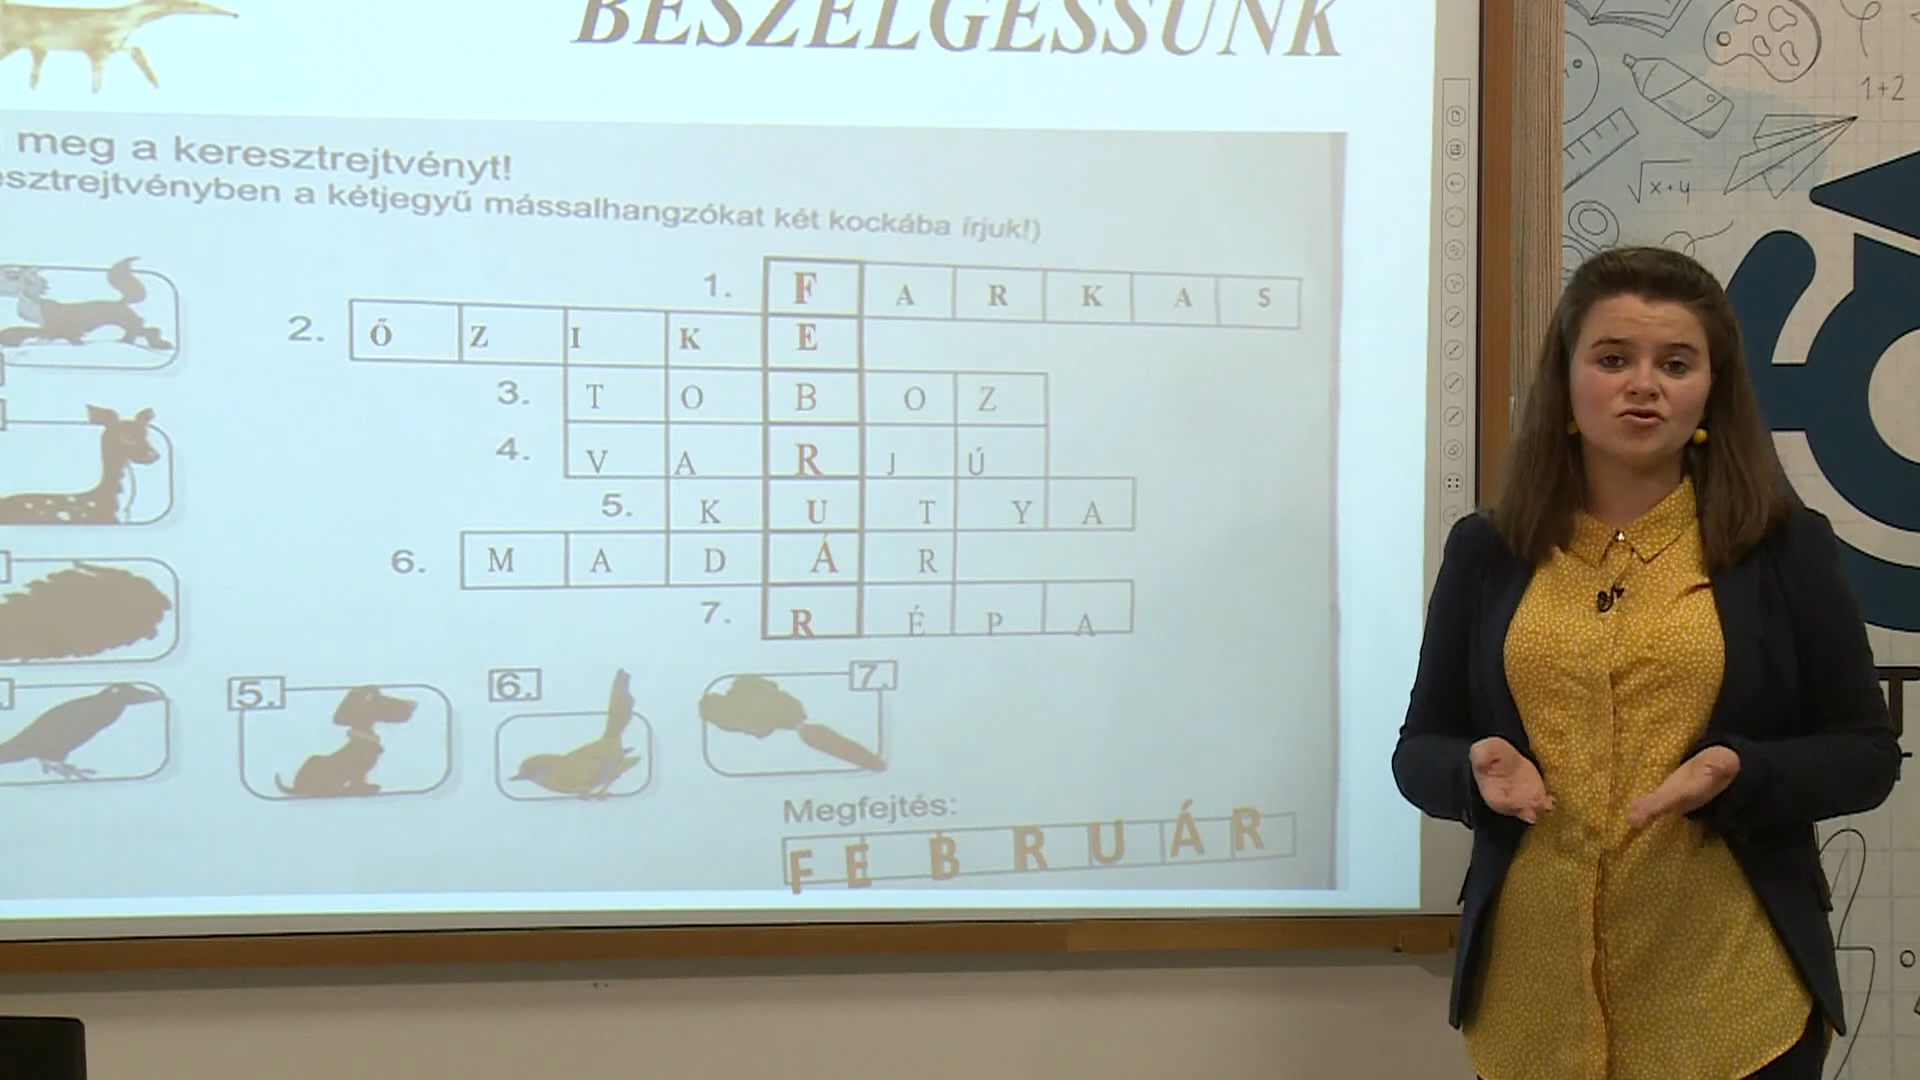 BESZÉLGESSÜNK
meg a keresztrejtvényt!
esztrejtvényben a kétjegyű mássalhangzókat két kockába írjuk!)
1. F A R K A S
2. Ő Z I K E
3. T O B O Z
4. V A R J Ú
5. K U T Y A
6. M A D Á R
7. R É P A
5. 6. 7.
Megfejtés:
F E B R U Á R
1+2
√x+y